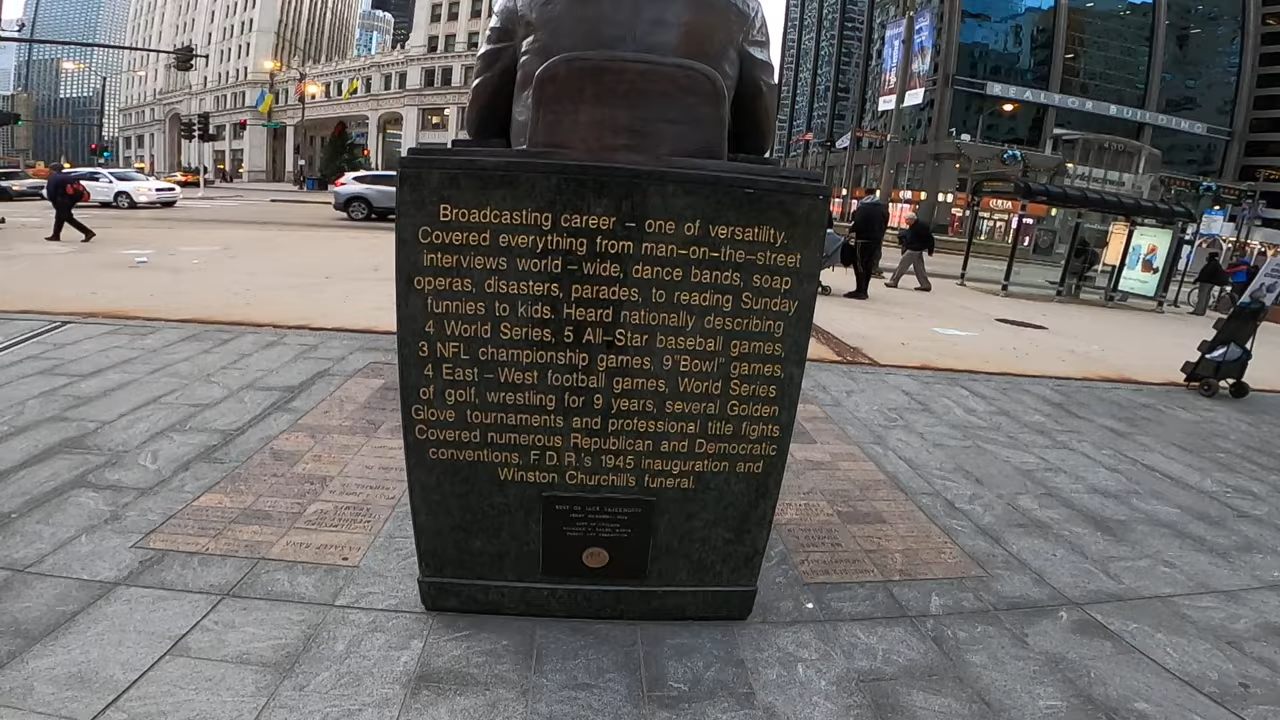 Broadcasting career – one of versatility.
Covered everything from man–on–the–street
interviews world–wide, dance bands, soap
operas, disasters, parades, to reading Sunday
funnies to kids. Heard nationally describing
4 World Series, 5 All–Star baseball games,
3 NFL championship games, 9 "Bowl" games,
4 East–West football games, World Series
of golf, wrestling for 9 years, several Golden
Glove tournaments and professional title fights.
Covered numerous Republican and Democratic
conventions, F.D.R.'s 1945 inauguration and
Winston Churchill's funeral.
REALTOR BUILDING
ULTA
LASALLE BANK